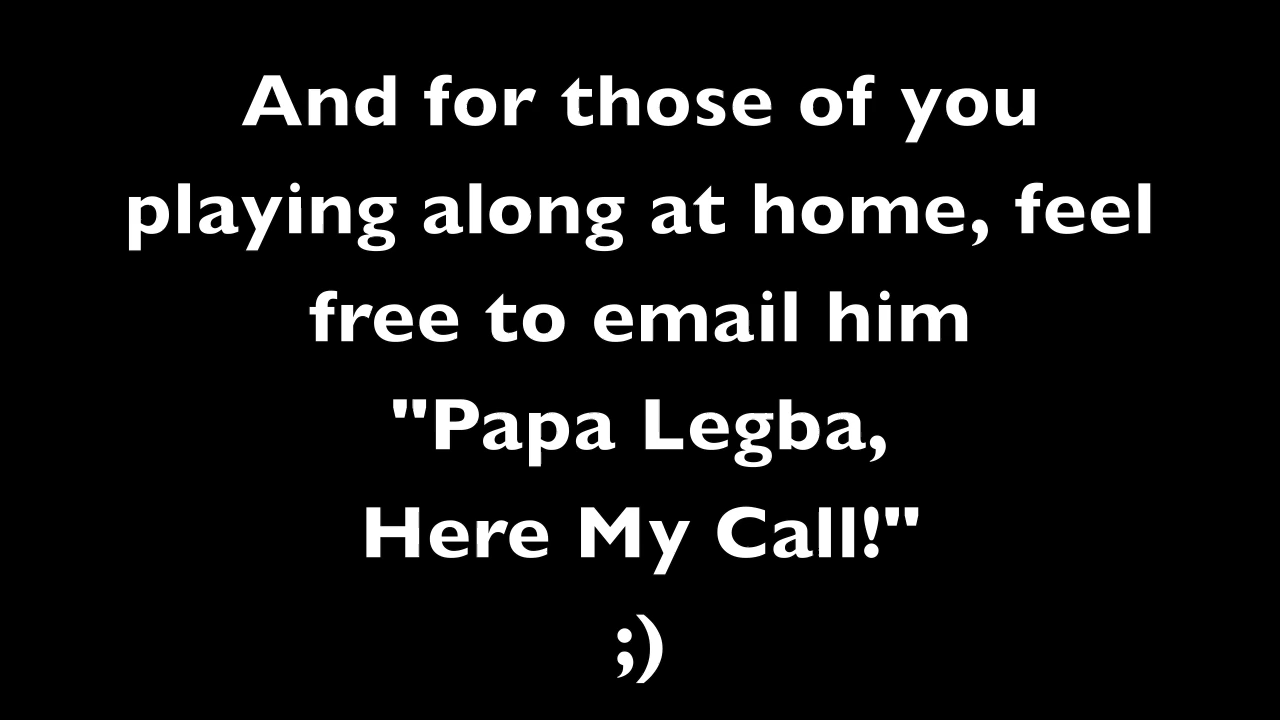 And for those of you
playing along at home, feel
free to email him
"Papa Legba,
Here My Call!"
;)